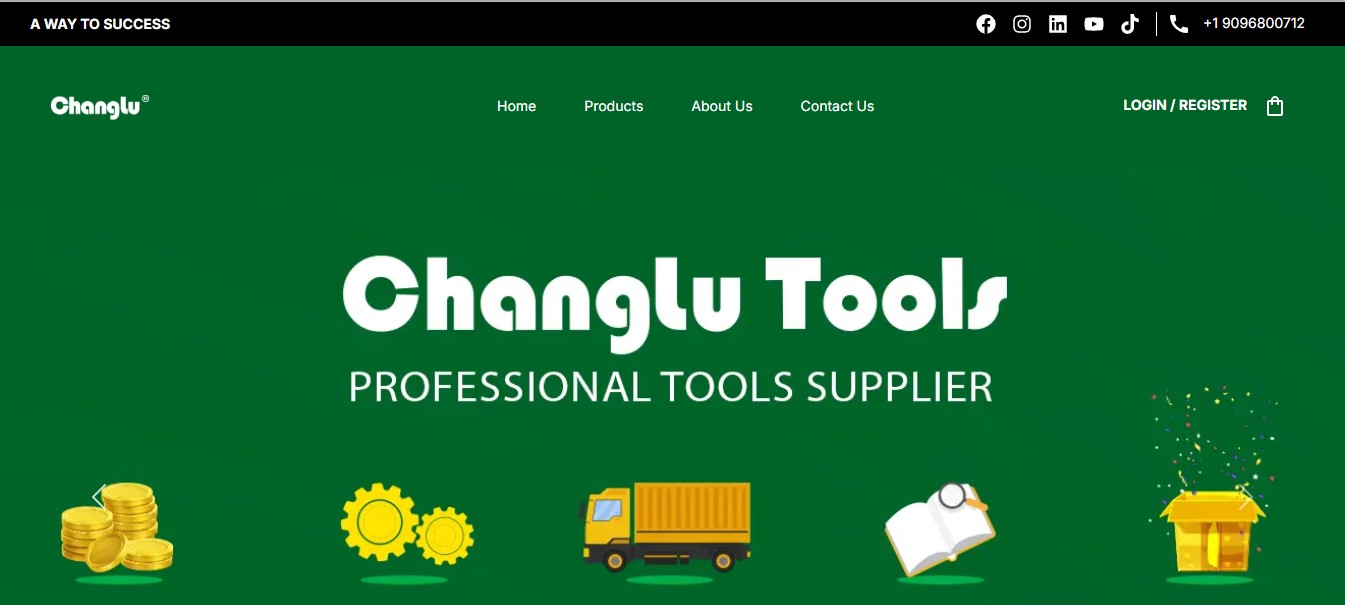 A WAY TO SUCCESS
+1 9096800712
Changlu®
Home
Products
About Us
Contact Us
LOGIN / REGISTER
Changlu Tools
PROFESSIONAL TOOLS SUPPLIER